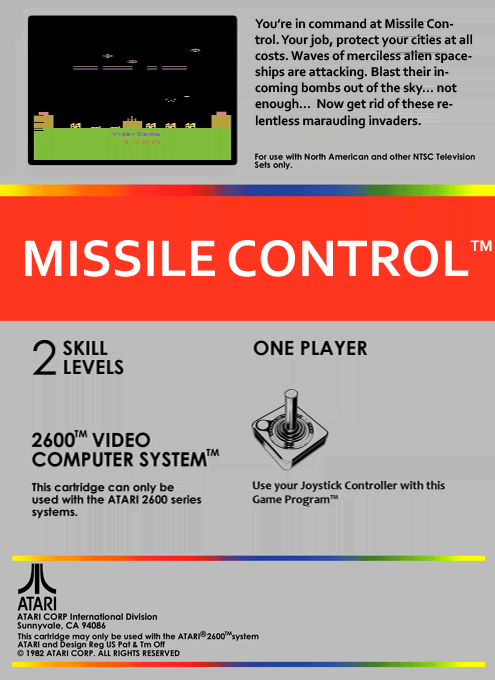 You're in command at Missile Con-
trol. Your job, protect your cities at all
costs. Waves of merciless alien space-
ships are attacking. Blast their in-
coming bombs out of the sky... not
enough... Now get rid of these re-
lentless marauding invaders.
VideoGame
1720
For use with North American and other NTSC Television
Sets only.
MISSILE CONTROL™
2 SKILL
LEVELS
ONE PLAYER
2600™ VIDEO
COMPUTER SYSTEM™
This cartridge can only be
used with the ATARI 2600 series
systems.
Use your Joystick Controller with this
Game Program™
ATARI
ATARI CORP International Division
Sunnyvale, CA 94086
This cartridge may only be used with the ATARI® 2600™system
ATARI and Design Reg US Pat & Tm Off
© 1982 ATARI CORP. ALL RIGHTS RESERVED